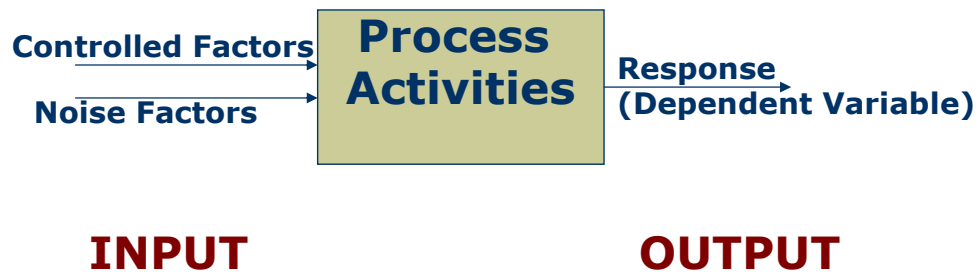 Controlled Factors
Noise Factors
Process
Activities
Response
(Dependent Variable)
INPUT
OUTPUT